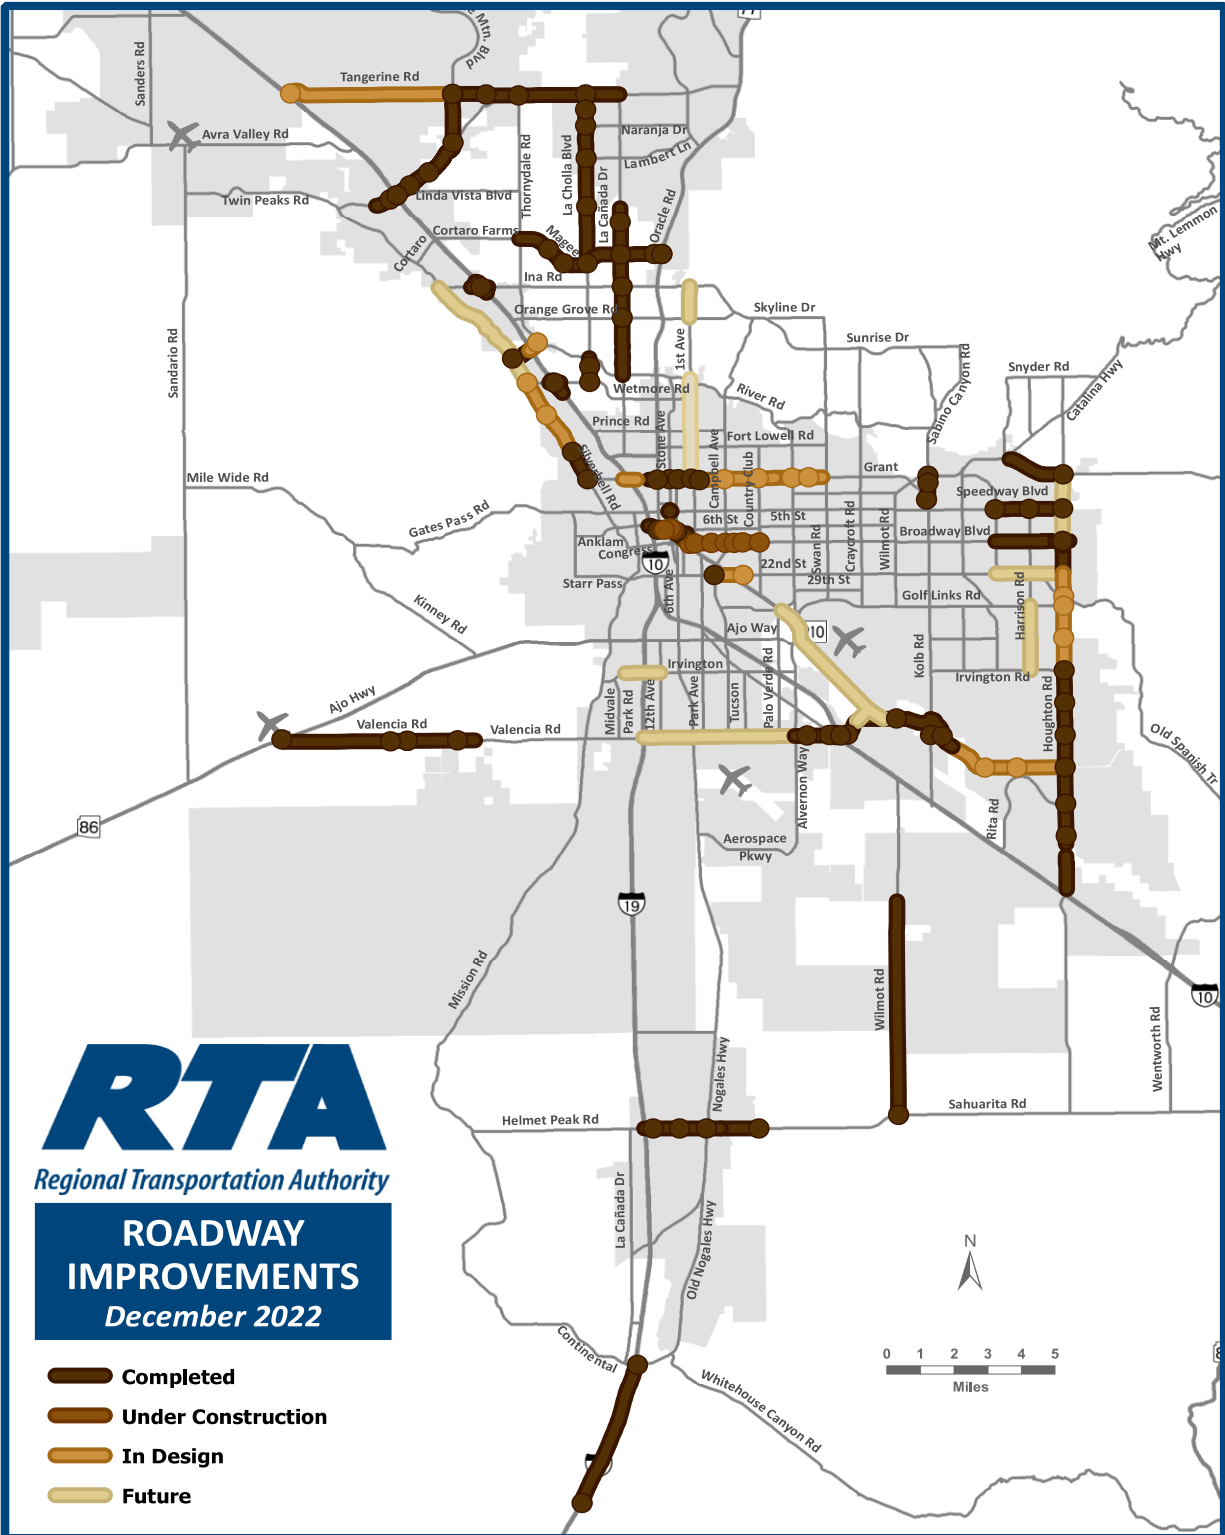 77
e Mtn. Blvd
Sanders Rd
Tangerine Rd
Avra Valley Rd
Naranja Dr
Lambert Ln
Thornydale Rd
La Cholla Blvd
La Cañada Dr
Linda Vista Blvd
Twin Peaks Rd
Oracle Rd
Mt. Lemmon
Hwy
Cortaro Farms
Magee
Cortaro
Ina Rd
Orange Grove Rd
Skyline Dr
Sandario Rd
1st Ave
Sunrise Dr
Sabino Canyon Rd
Snyder Rd
Catalina Hwy
Wetmore Rd
River Rd
Prince Rd
Stone Ave
Campbell Ave
Fort Lowell Rd
Country Club
Silverbell Rd
Grant
Mile Wide Rd
Speedway Blvd
Gates Pass Rd
6th St
5th St
Swan Rd
Craycroft Rd
Wilmot Rd
Broadway Blvd
Anklam
Congress
10
22nd St
Starr Pass
29th St
6th Ave
Golf Links Rd
Harrison Rd
Kinney Rd
Ajo Way
10
Kolb Rd
Irvington
Irvington Rd
Palo Verde Rd
Ajo Hwy
Midvale
Park Rd
12th Ave
Park Ave
Tucson
Houghton Rd
Valencia Rd
Valencia Rd
Old Spanish Tr
Alvernon Way
Rita Rd
86
Aerospace
Pkwy
19
Mission Rd
Wilmot Rd
10
Wentworth Rd
Nogales Hwy
Helmet Peak Rd
Sahuarita Rd
La Cañada Dr
Old Nogales Hwy
RTA
Regional Transportation Authority
ROADWAY
IMPROVEMENTS
December 2022
N
0 1 2 3 4 5
Miles
Continental
Whitehouse Canyon Rd
Completed
Under Construction
In Design
Future